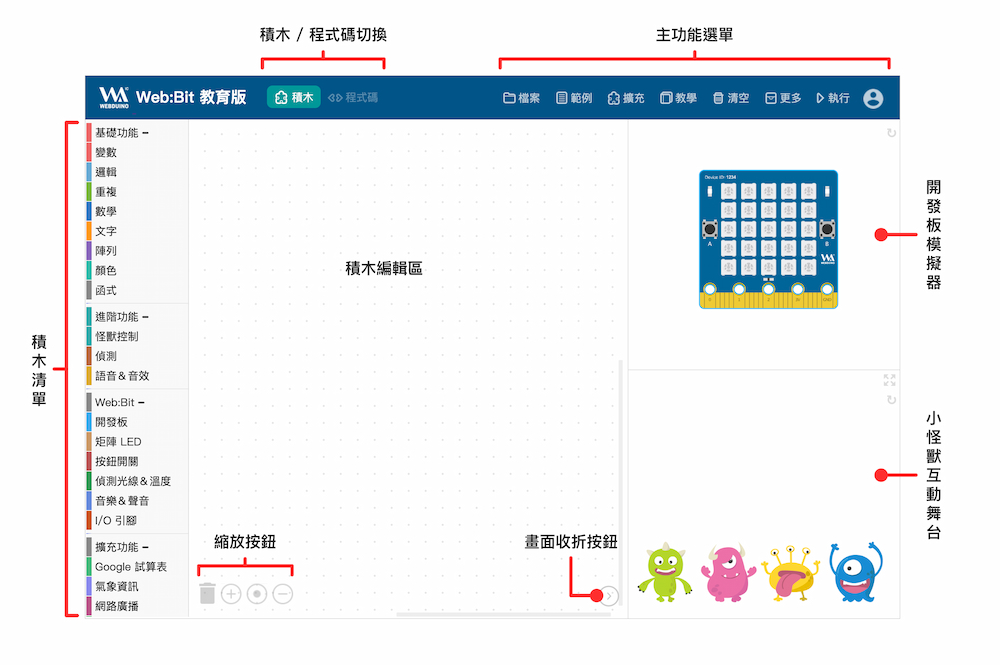 積木 / 程式碼切換
主功能選單
WEBDUINO
Web:Bit 教育版
積木
程式碼
檔案
範例
擴充
教學
清空
更多
執行
積木清單
基礎功能 −
變數
邏輯
重複
數學
文字
陣列
顏色
函式
進階功能 −
怪獸控制
偵測
語音＆音效
Web:Bit −
開發板
矩陣 LED
按鈕開關
偵測光線＆溫度
音樂＆聲音
I/O 引腳
擴充功能 −
Google 試算表
氣象資訊
網路廣播
積木編輯區
縮放按鈕
畫面收折按鈕
Device ID: 1234
A
B
WEBDUINO
開發板模擬器
小怪獸互動舞台